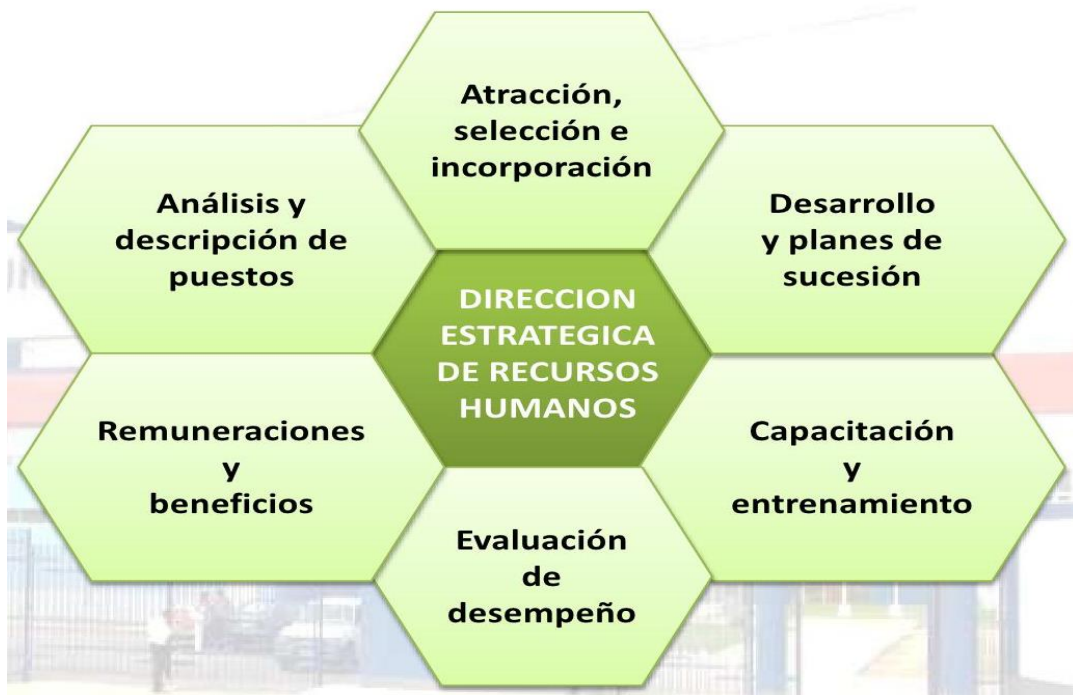 Atracción,
selección e
incorporación
Análisis y
descripción de
puestos
Desarrollo
y planes de
sucesión
DIRECCION
ESTRATEGICA
DE RECURSOS
HUMANOS
Remuneraciones
y
beneficios
Capacitación
y
entrenamiento
Evaluación
de
desempeño